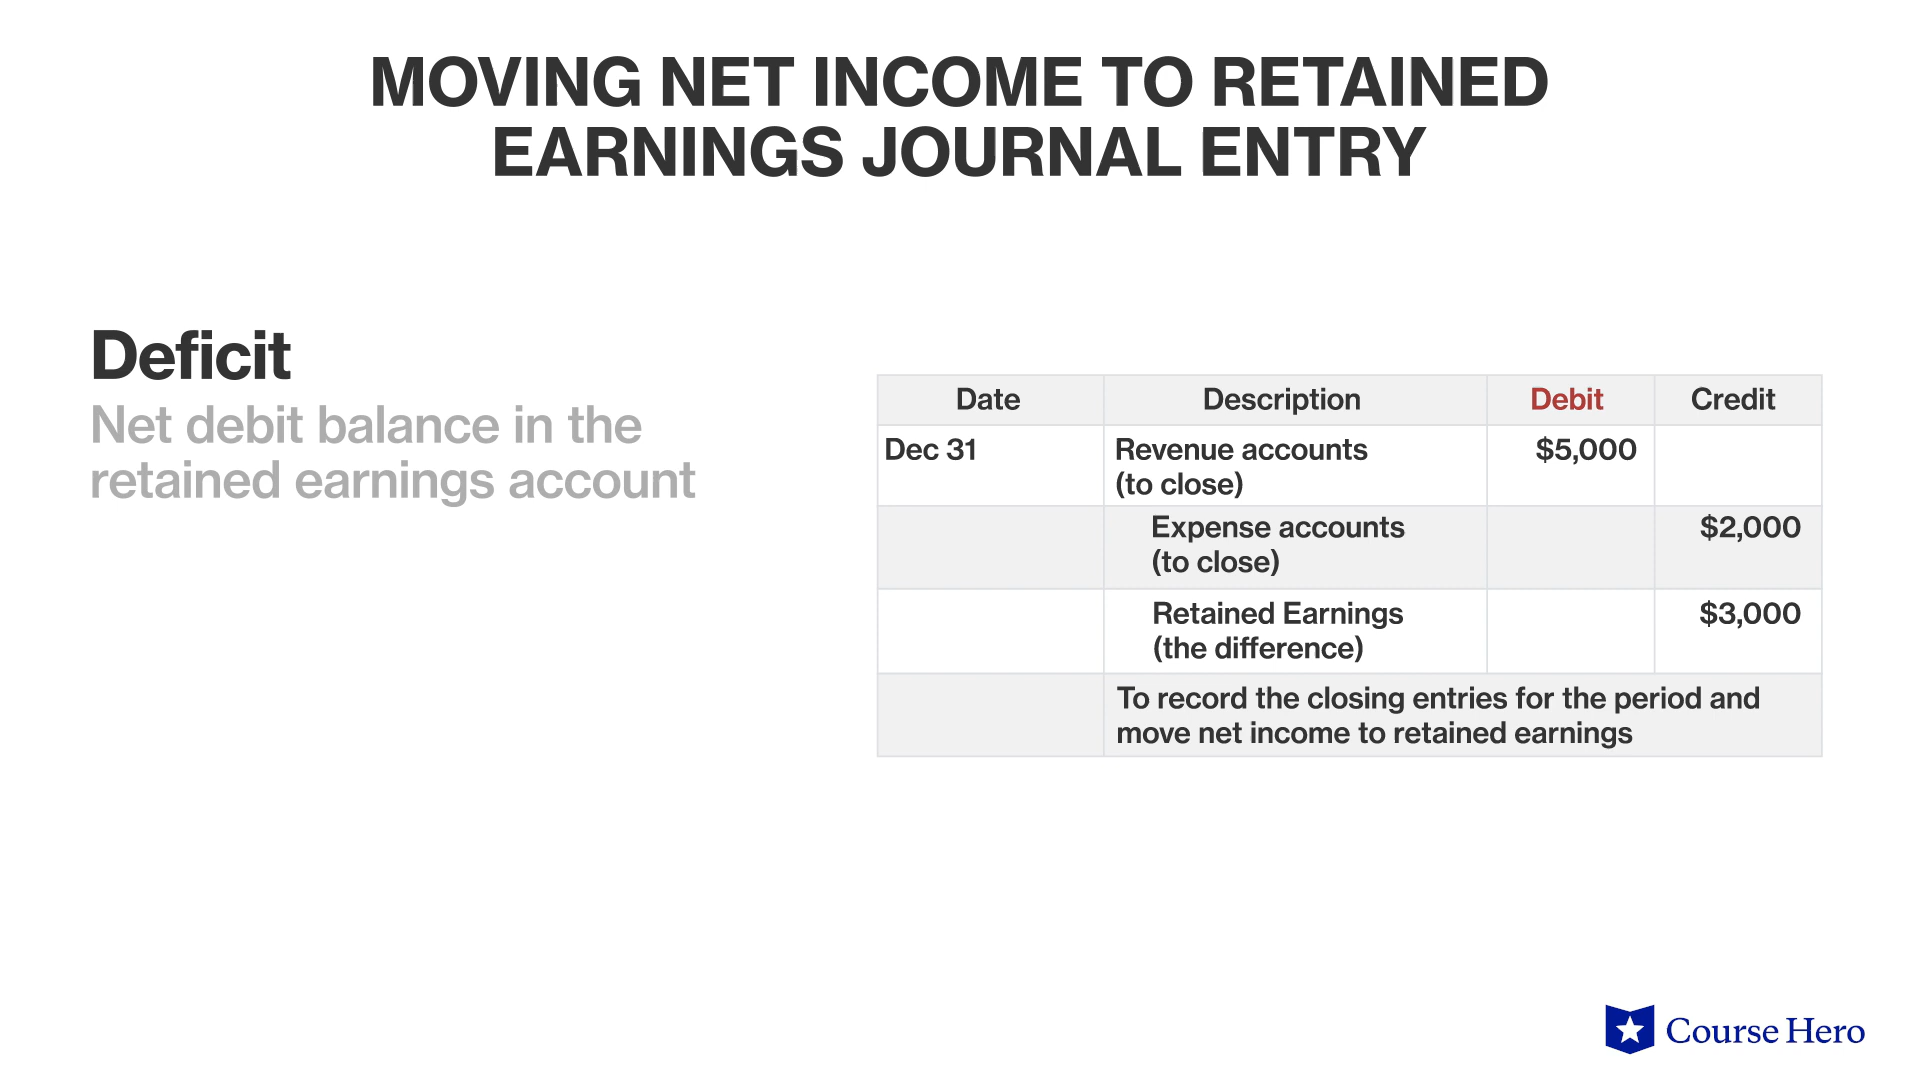 MOVING NET INCOME TO RETAINED
EARNINGS JOURNAL ENTRY
Deficit
Net debit balance in the
retained earnings account
Date Description Debit Credit
Dec 31 Revenue accounts $5,000
(to close)
Expense accounts $2,000
(to close)
Retained Earnings $3,000
(the difference)
To record the closing entries for the period and
move net income to retained earnings
Course Hero